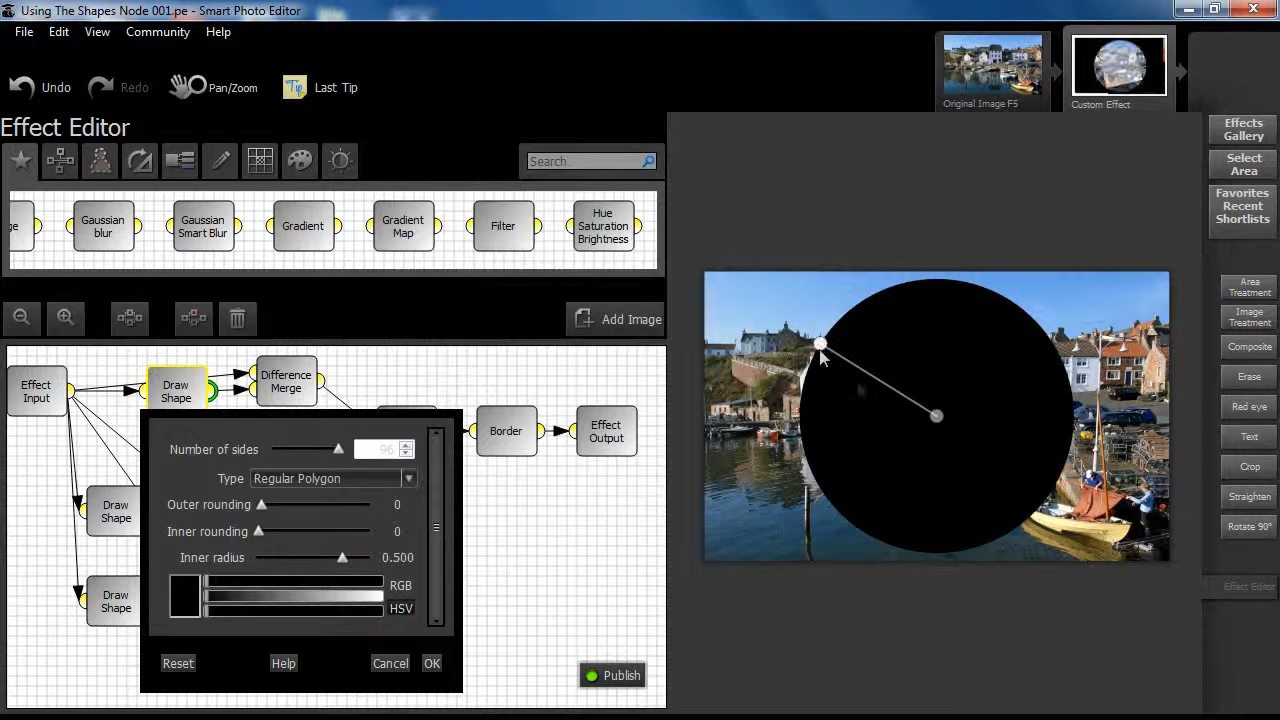 Using The Shapes Node 001.pe - Smart Photo Editor
File Edit View Community Help
Undo Redo Pan/Zoom Last Tip
Original Image F5
Custom Effect
Effect Editor
Search
ge
Gaussian
blur
Gaussian
Smart Blur
Gradient
Gradient
Map
Filter
Hue
Saturation
Brightness
Add Image
Effect
Input
Draw
Shape
Difference
Merge
Border
Effect
Output
Draw
Shape
Draw
Shape
Number of sides 96
Type Regular Polygon
Outer rounding 0
Inner rounding 0
Inner radius 0.500
RGB
HSV
Reset Help Cancel OK
Publish
Effects
Gallery
Select
Area
Favorites
Recent
Shortlists
Area
Treatment
Image
Treatment
Composite
Erase
Red eye
Text
Crop
Straighten
Rotate 90°
Effect Editor